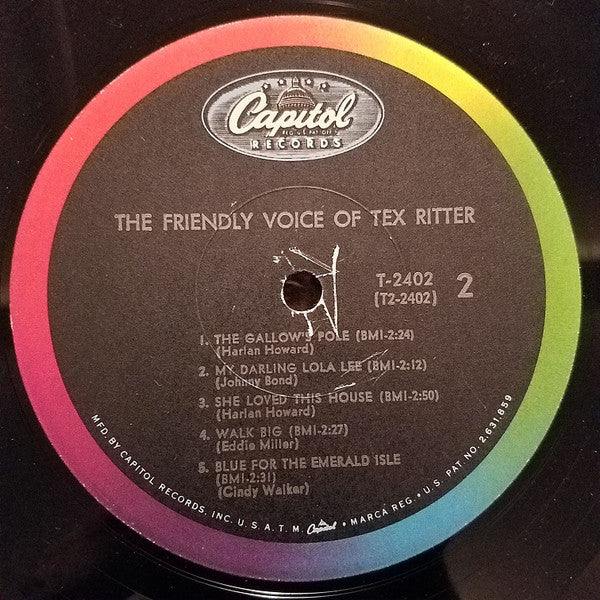 Capitol
REG. U.S. PAT. OFF.
RECORDS
THE FRIENDLY VOICE OF TEX RITTER
T-2402
(T2-2402)
2
1. THE GALLOW'S POLE (BMI-2:24)
(Harlan Howard)
2. MY DARLING LOLA LEE (BMI-2:12)
(Johnny Bond)
3. SHE LOVED THIS HOUSE (BMI-2:50)
(Harlan Howard)
4. WALK BIG (BMI-2:27)
(Eddie Miller)
5. BLUE FOR THE EMERALD ISLE
(BMI-2:31)
(Cindy Walker)
MFD. BY CAPITOL RECORDS, INC. U.S.A. T.M. Capitol • MARCA REG. • U.S. PAT. NO. 2,631,859